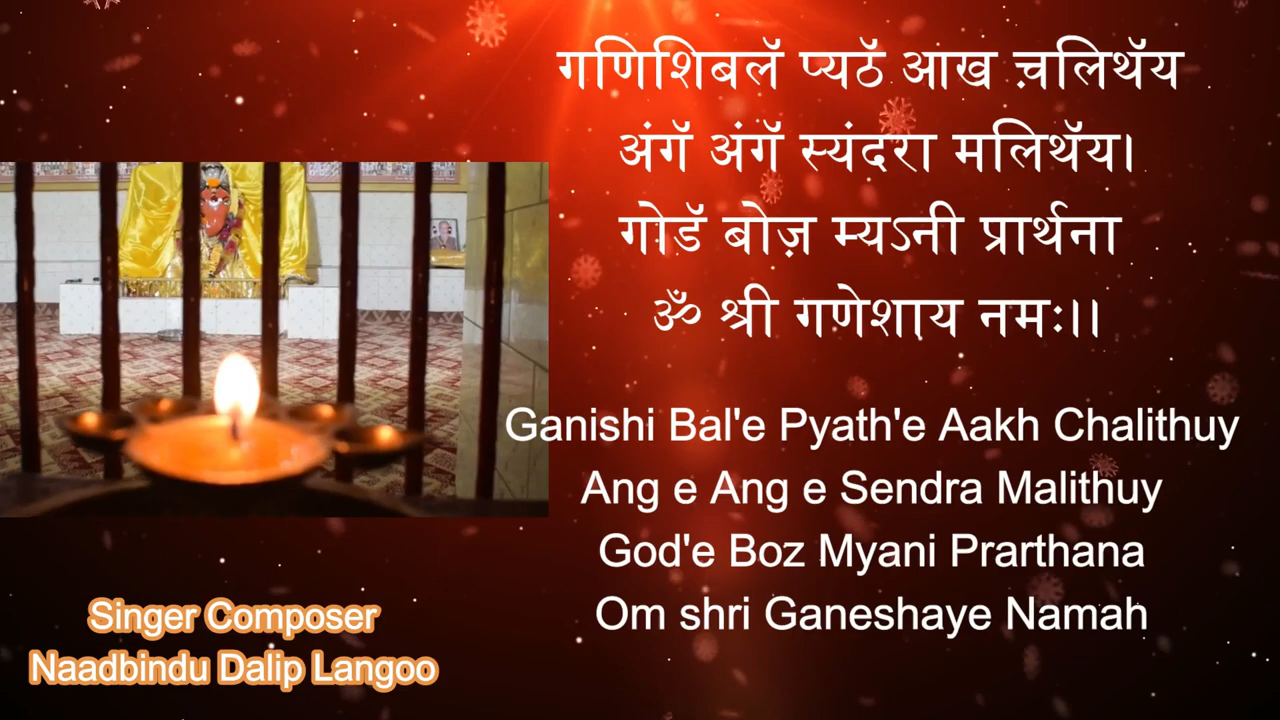 गणिशिबलॅ प्यठॅ आख च़लिथॅय
अंगॅ अंगॅ स्यंदरा मलिथॅय।
गोडॅ बोज़ म्यऽनी प्रार्थना
ॐ श्री गणेशाय नमः।।
Ganishi Bal'e Pyath'e Aakh Chalithuy
Ang e Ang e Sendra Malithuy
God'e Boz Myani Prarthana
Om shri Ganeshaye Namah
Singer Composer
Naadbindu Dalip Langoo